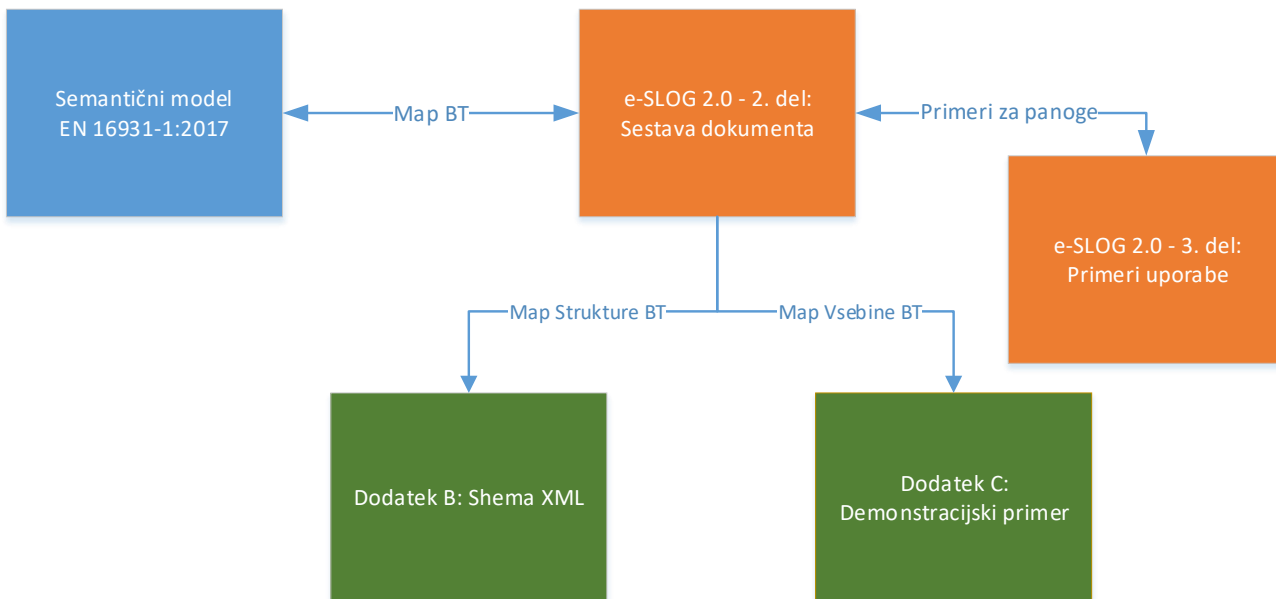 Semantični model
EN 16931-1:2017
Map BT
e-SLOG 2.0 - 2. del:
Sestava dokumenta
Primeri za panoge
e-SLOG 2.0 - 3. del:
Primeri uporabe
Map Strukture BT
Map Vsebine BT
Dodatek B: Shema XML
Dodatek C:
Demonstracijski primer